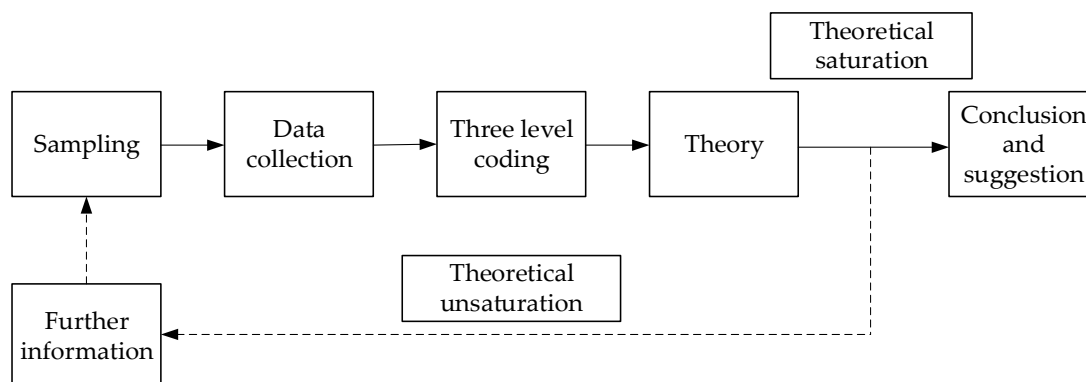 Theoretical
saturation
Sampling
Data
collection
Three level
coding
Theory
Conclusion
and
suggestion
Theoretical
unsaturation
Further
information